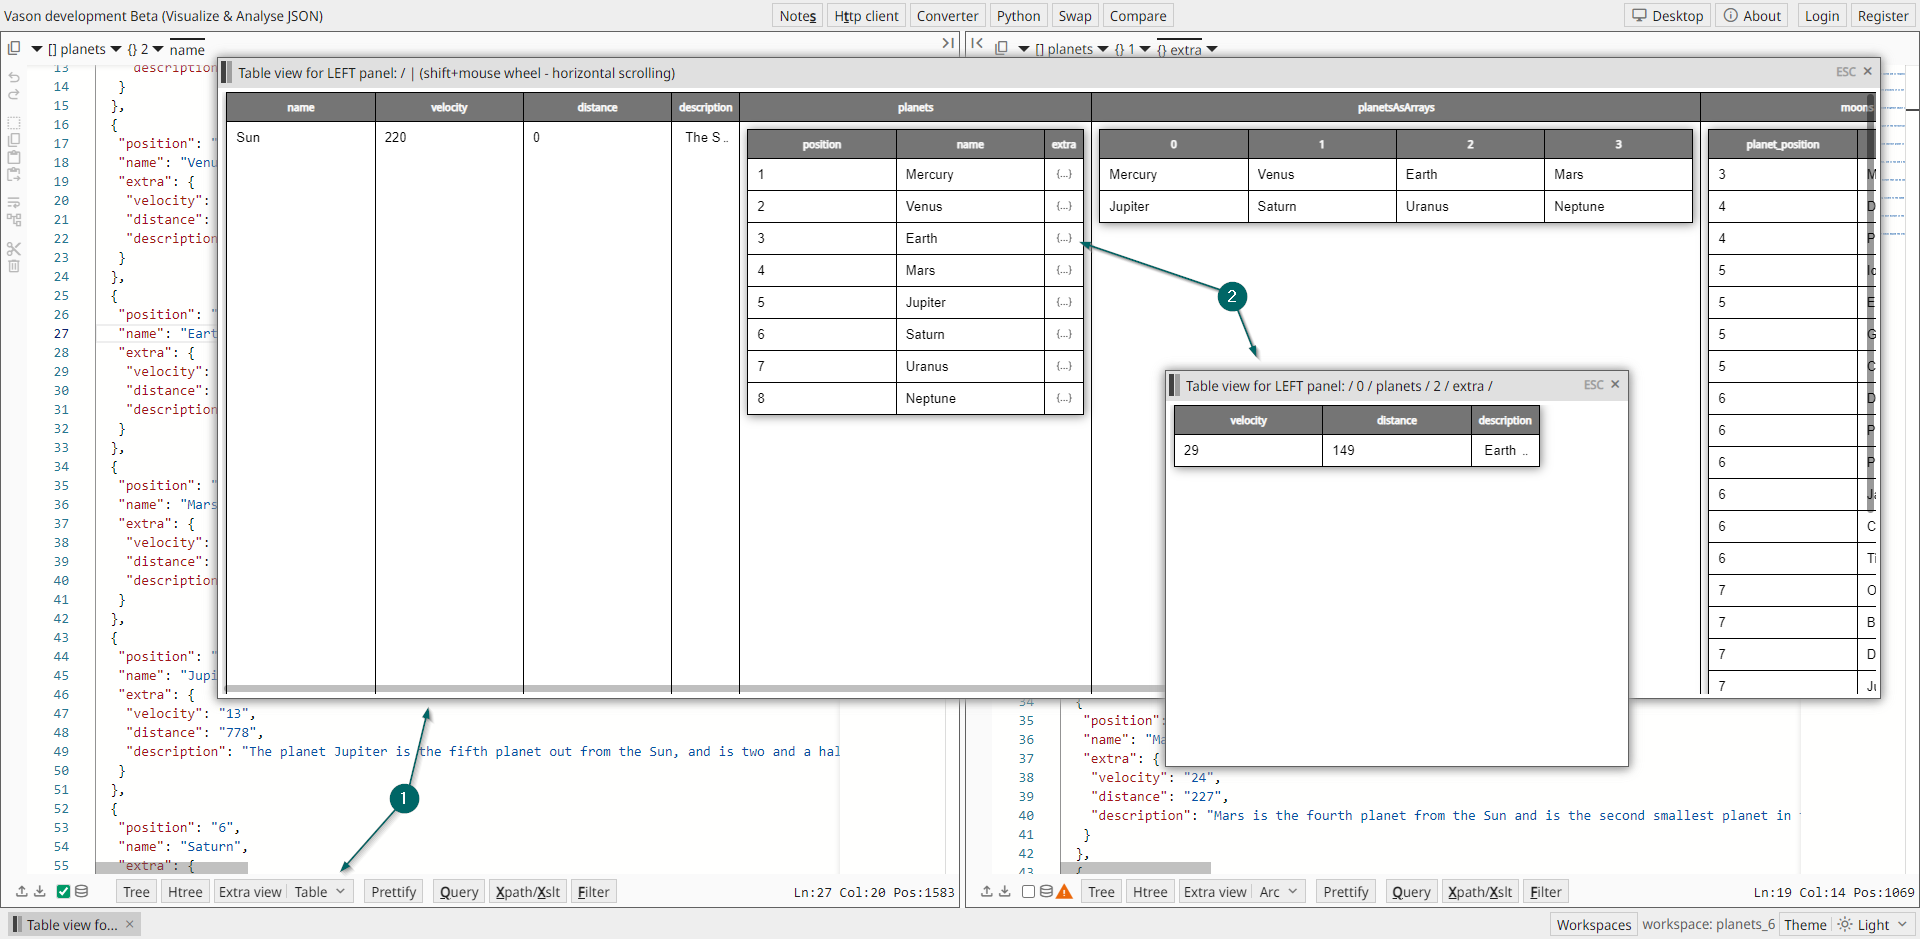 Vason development Beta (Visualize & Analyse JSON)
Notes Http client Converter Python Swap Compare
Desktop About Login Register
[] planets {} 2 name
[] planets {} 1 {} extra
Table view for LEFT panel: / | (shift+mouse wheel - horizontal scrolling)
ESC
name velocity distance description planets planetsAsArrays moons
Sun 220 0 The S..
position name extra
1 Mercury {...}
2 Venus {...}
3 Earth {...}
4 Mars {...}
5 Jupiter {...}
6 Saturn {...}
7 Uranus {...}
8 Neptune {...}
0 1 2 3
Mercury Venus Earth Mars
Jupiter Saturn Uranus Neptune
planet_position
3 M
4 D
4 P
5 Io
5 E
5 G
5 C
6 D
6 P
6 P
6 Ja
6 C
6 Ti
7 O
7 B
7 D
7 Ju
2
Table view for LEFT panel: / 0 / planets / 2 / extra /
ESC
velocity distance description
29 149 Earth ..
13 "description
14 }
15 },
16 {
17 "position": "
18 "name": "Venu
19 "extra": {
20 "velocity":
21 "distance":
22 "description
23 }
24 },
25 {
26 "position": "
27 "name": "Eart
28 "extra": {
29 "velocity":
30 "distance":
31 "description
32 }
33 },
34 {
35 "position": "
36 "name": "Mars
37 "extra": {
38 "velocity":
39 "distance":
40 "description
41 }
42 },
43 {
44 "position": "
45 "name": "Jupi
46 "extra": {
47 "velocity": "13",
48 "distance": "778",
49 "description": "The planet Jupiter is the fifth planet out from the Sun, and is two and a hal
50 }
51 },
52 {
53 "position": "6",
54 "name": "Saturn",
55 "extra": {
1
34 {
35 "position":
36 "name": "Ma
37 "extra": {
38 "velocity": "24",
39 "distance": "227",
40 "description": "Mars is the fourth planet from the Sun and is the second smallest planet in
41 }
42 },
43 {
Tree Htree Extra view Table Prettify Query Xpath/Xslt Filter Ln:27 Col:20 Pos:1583
Tree Htree Extra view Arc Prettify Query Xpath/Xslt Filter Ln:19 Col:14 Pos:1069
Table view fo...
Workspaces workspace: planets_6 Theme Light